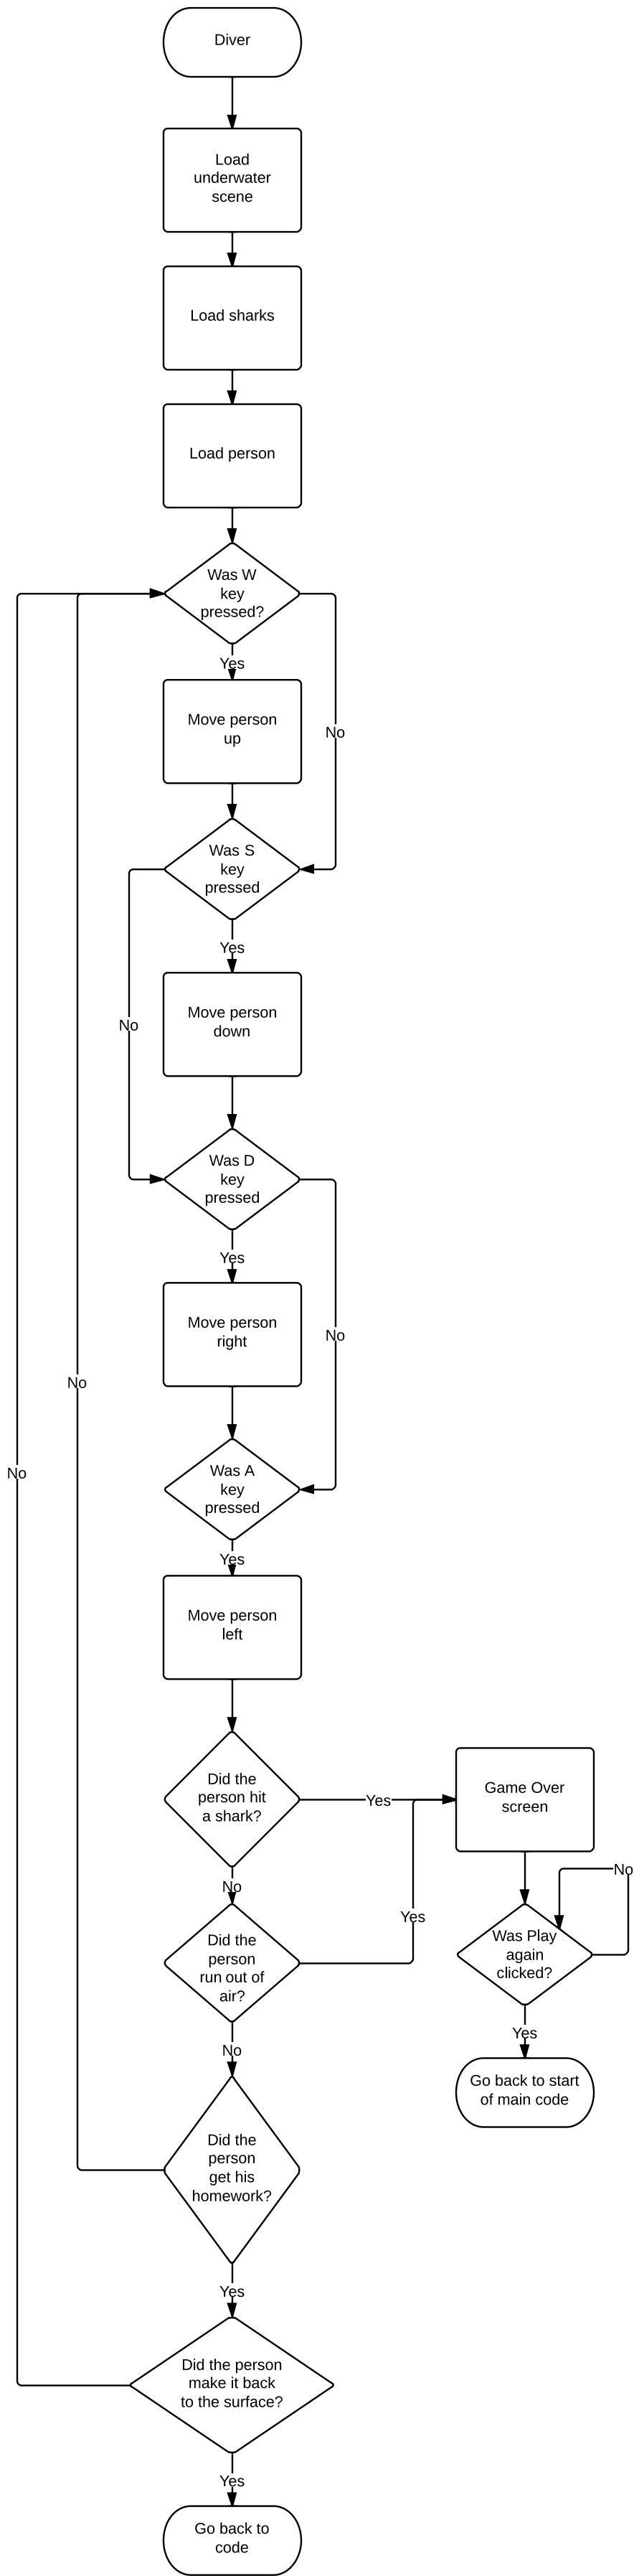 Diver
Load
underwater
scene
Load sharks
Load person
Was W
key
pressed?
Yes
Move person
up
No
Was S
key
pressed
Yes
Move person
down
No
Was D
key
pressed
Yes
Move person
right
No
No
Was A
key
pressed
No
Yes
Move person
left
Did the
person hit
a shark?
Yes
Game Over
screen
No
No
Yes
Did the
person
run out of
air?
Was Play
again
clicked?
No
Yes
Go back to start
of main code
Did the
person
get his
homework?
Yes
Did the person
make it back
to the surface?
Yes
Go back to
code